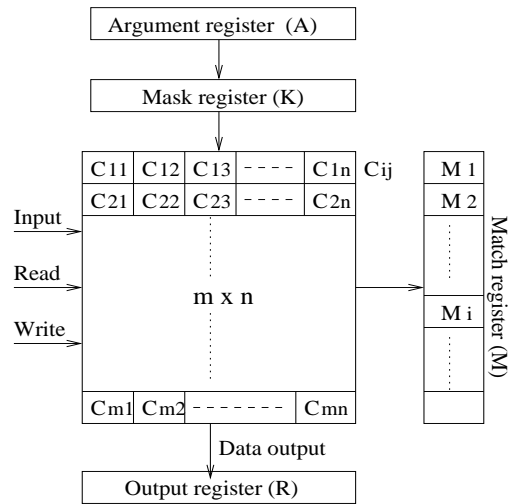 Argument register (A)
Mask register (K)
C11 C12 C13 ---- C1n Cij M 1
C21 C22 C23 ---- C2n M 2
Input
Read
m x n
Write
M i
Match register (M)
Cm1 Cm2 ------- Cmn
Data output
Output register (R)